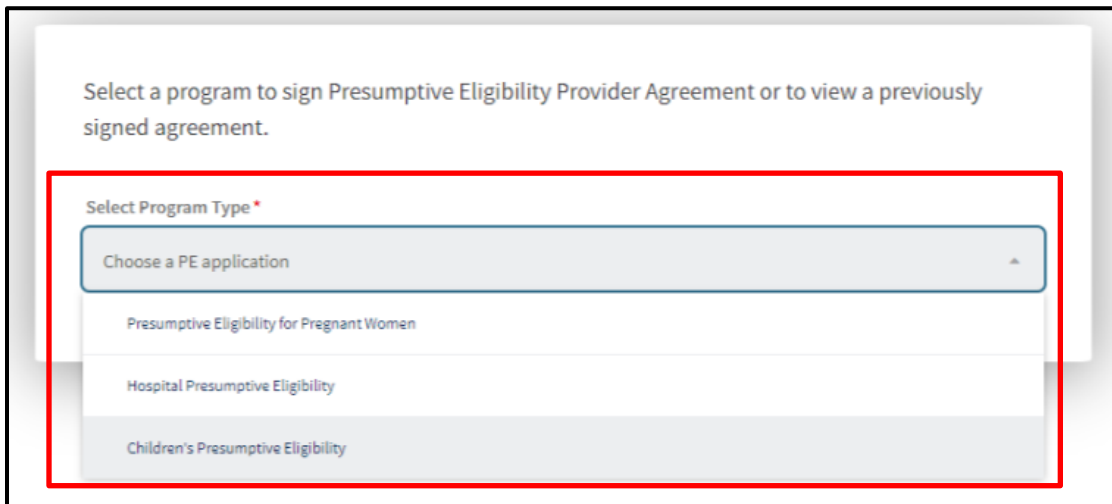 Select a program to sign Presumptive Eligibility Provider Agreement or to view a previously
signed agreement.
Select Program Type*
Choose a PE application
Presumptive Eligibility for Pregnant Women
Hospital Presumptive Eligibility
Children's Presumptive Eligibility